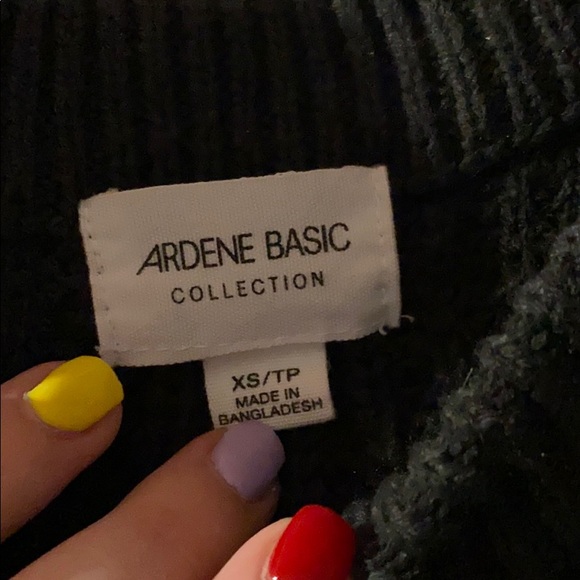 ARDENE BASIC
COLLECTION
XS/TP
MADE IN
BANGLADESH